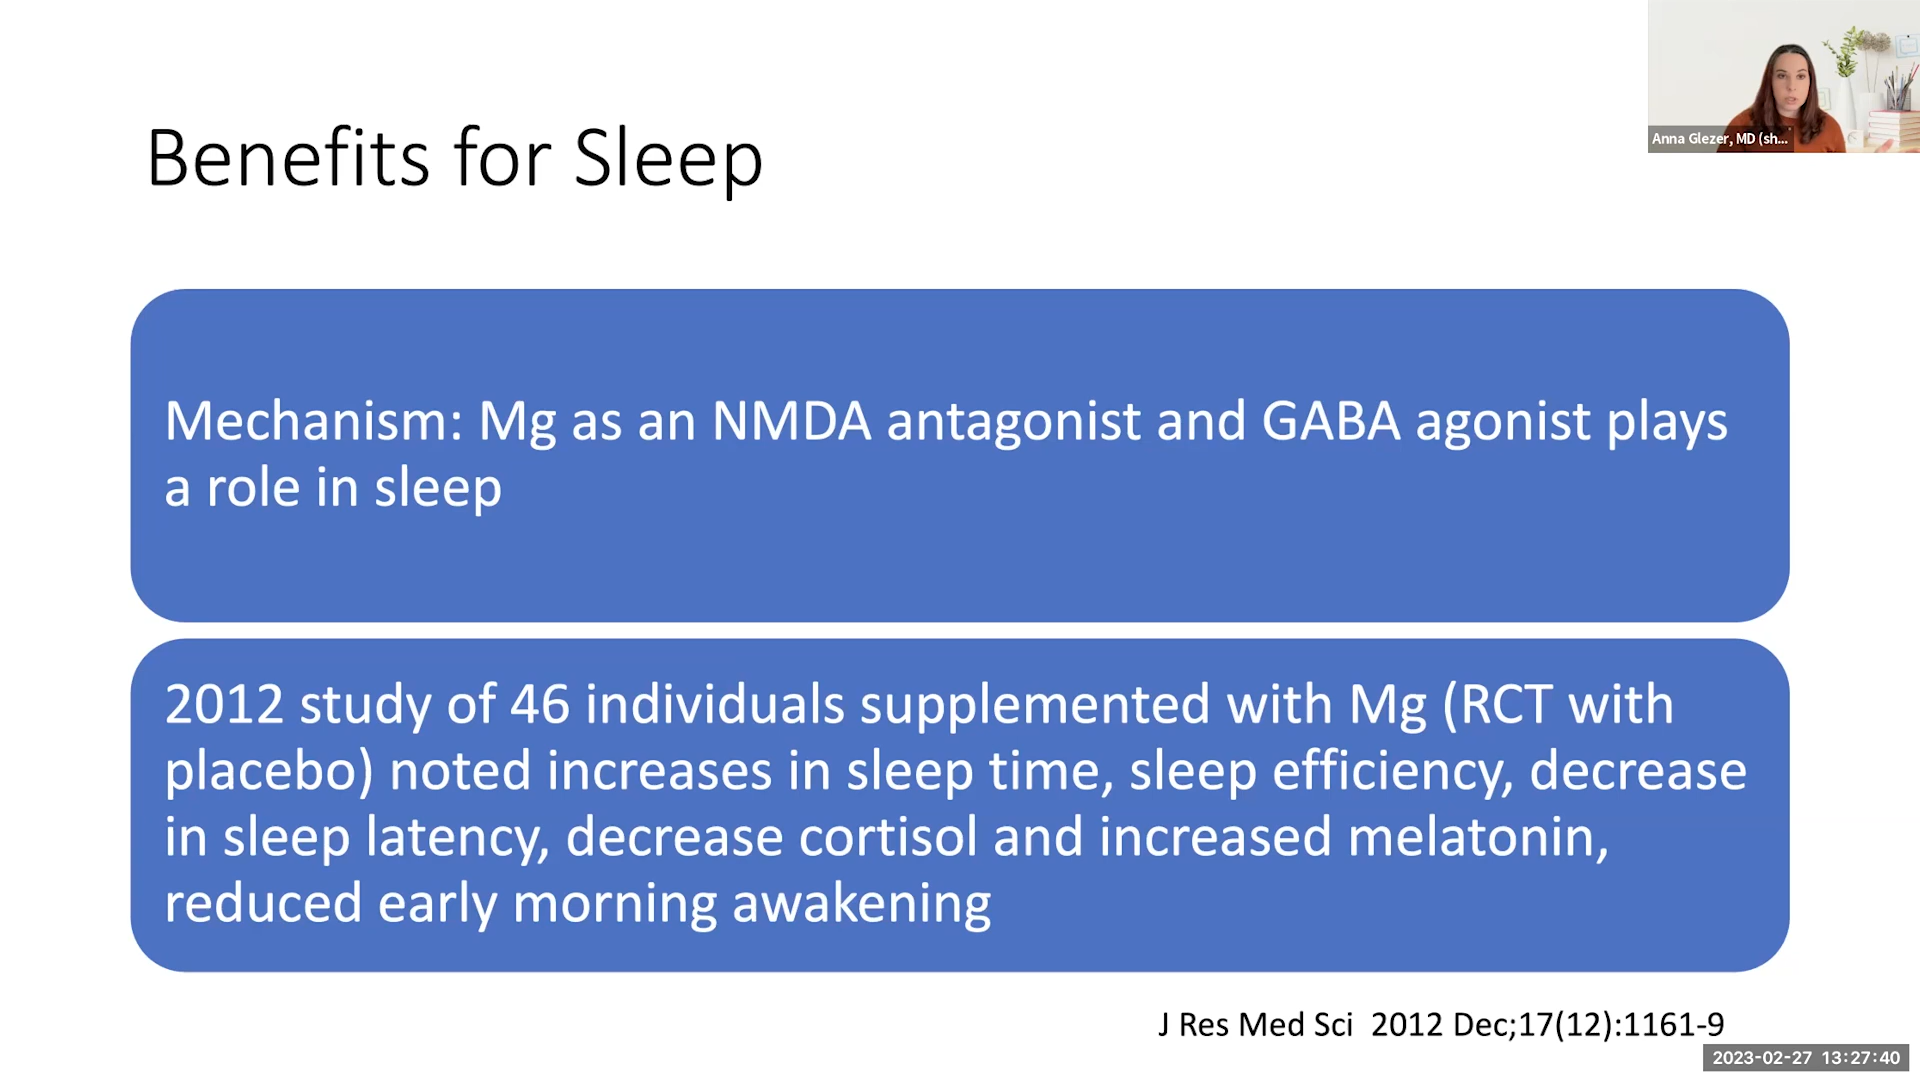 Anna Glezer, MD (sh...
Benefits for Sleep
Mechanism: Mg as an NMDA antagonist and GABA agonist plays
a role in sleep
2012 study of 46 individuals supplemented with Mg (RCT with
placebo) noted increases in sleep time, sleep efficiency, decrease
in sleep latency, decrease cortisol and increased melatonin,
reduced early morning awakening
J Res Med Sci  2012 Dec;17(12):1161-9
2023-02-27 13:27:40